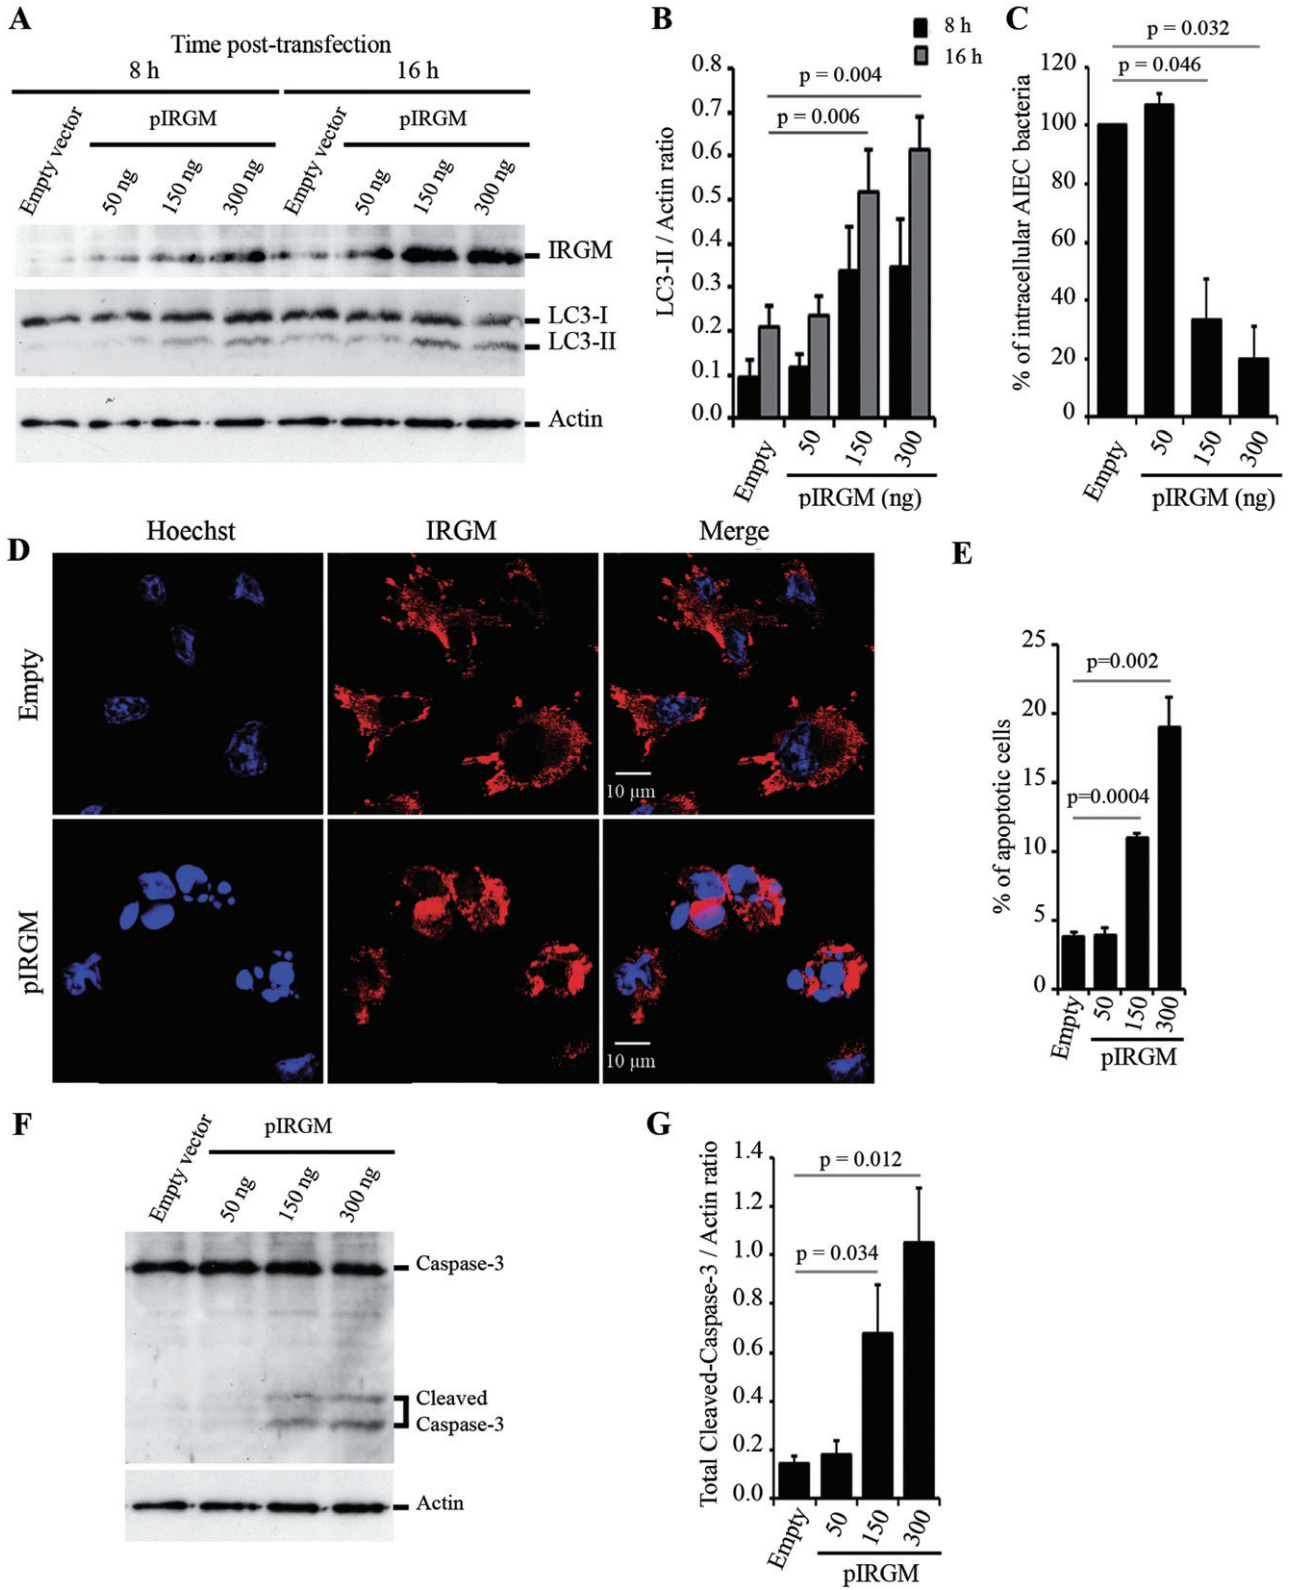 A
Time post-transfection
8 h
16 h
Empty vector
pIRGM
50 ng
150 ng
300 ng
Empty vector
pIRGM
50 ng
150 ng
300 ng
IRGM
LC3-I
LC3-II
Actin
B
8 h
16 h
LC3-II / Actin ratio
0.8
0.7
0.6
0.5
0.4
0.3
0.2
0.1
0.0
p = 0.004
p = 0.006
Empty
50
150
300
pIRGM (ng)
C
% of intracellular AIEC bacteria
120
100
80
60
40
20
0
p = 0.032
p = 0.046
Empty
50
150
300
pIRGM (ng)
D
Hoechst
IRGM
Merge
Empty
10 µm
pIRGM
10 µm
E
% of apoptotic cells
25
20
15
10
5
0
p=0.002
p=0.0004
Empty
50
150
300
pIRGM
F
Empty vector
pIRGM
50 ng
150 ng
300 ng
Caspase-3
Cleaved
Caspase-3
Actin
G
Total Cleaved-Caspase-3 / Actin ratio
1.4
1.2
1.0
0.8
0.6
0.4
0.2
0.0
p = 0.012
p = 0.034
Empty
50
150
300
pIRGM